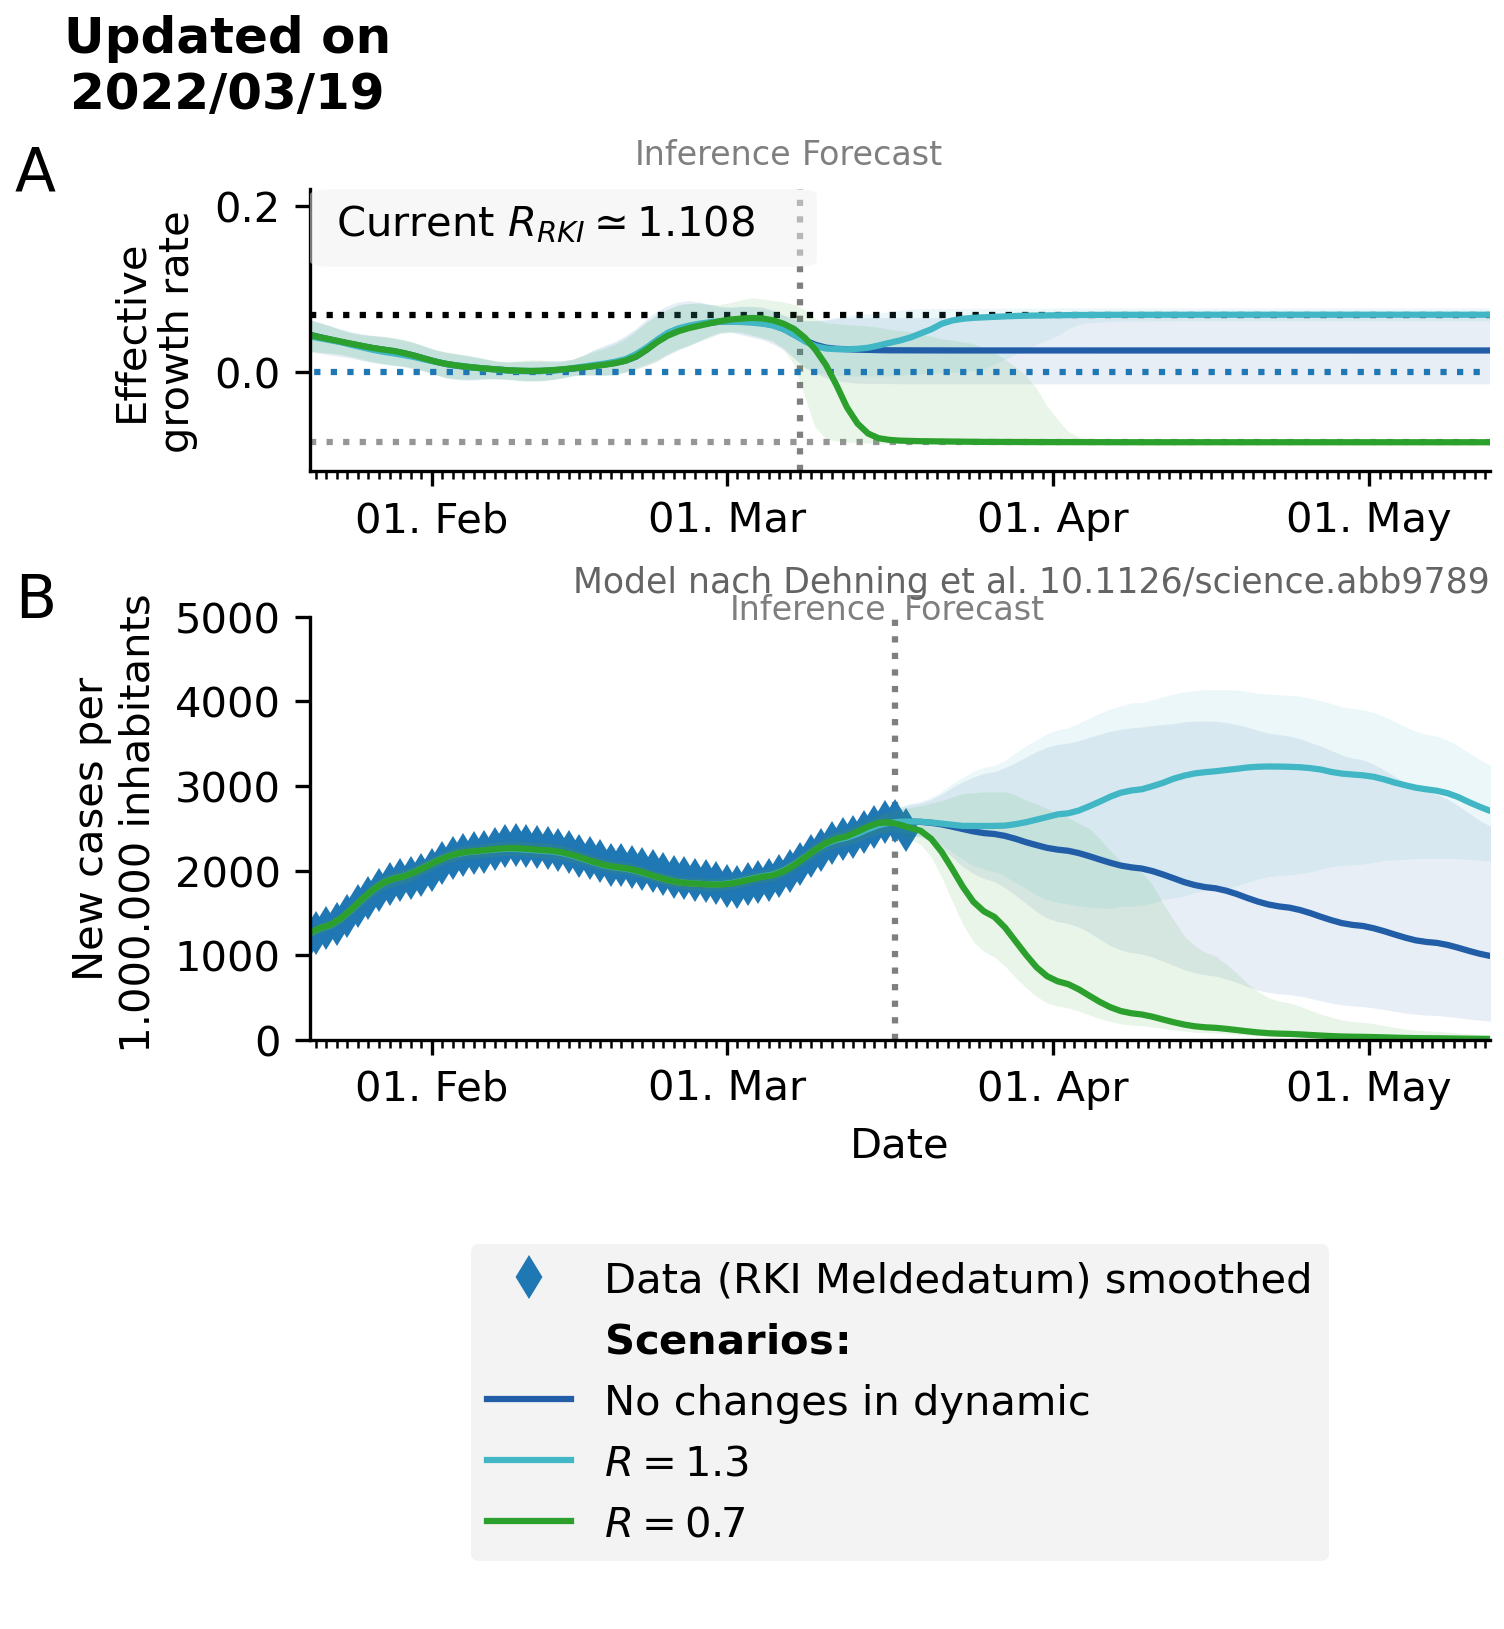 Updated on
2022/03/19
A
Inference Forecast
Effective
growth rate
0.2
0.0
Current R_RKI ≃ 1.108
01. Feb 01. Mar 01. Apr 01. May
B
Model nach Dehning et al. 10.1126/science.abb9789
Inference Forecast
New cases per
1.000.000 inhabitants
5000
4000
3000
2000
1000
0
01. Feb 01. Mar 01. Apr 01. May
Date
Data (RKI Meldedatum) smoothed
Scenarios:
No changes in dynamic
R = 1.3
R = 0.7